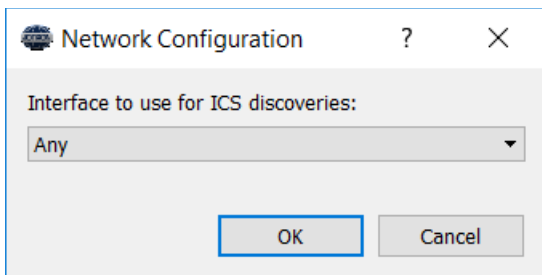 Network Configuration ?
Interface to use for ICS discoveries:
Any
OK Cancel